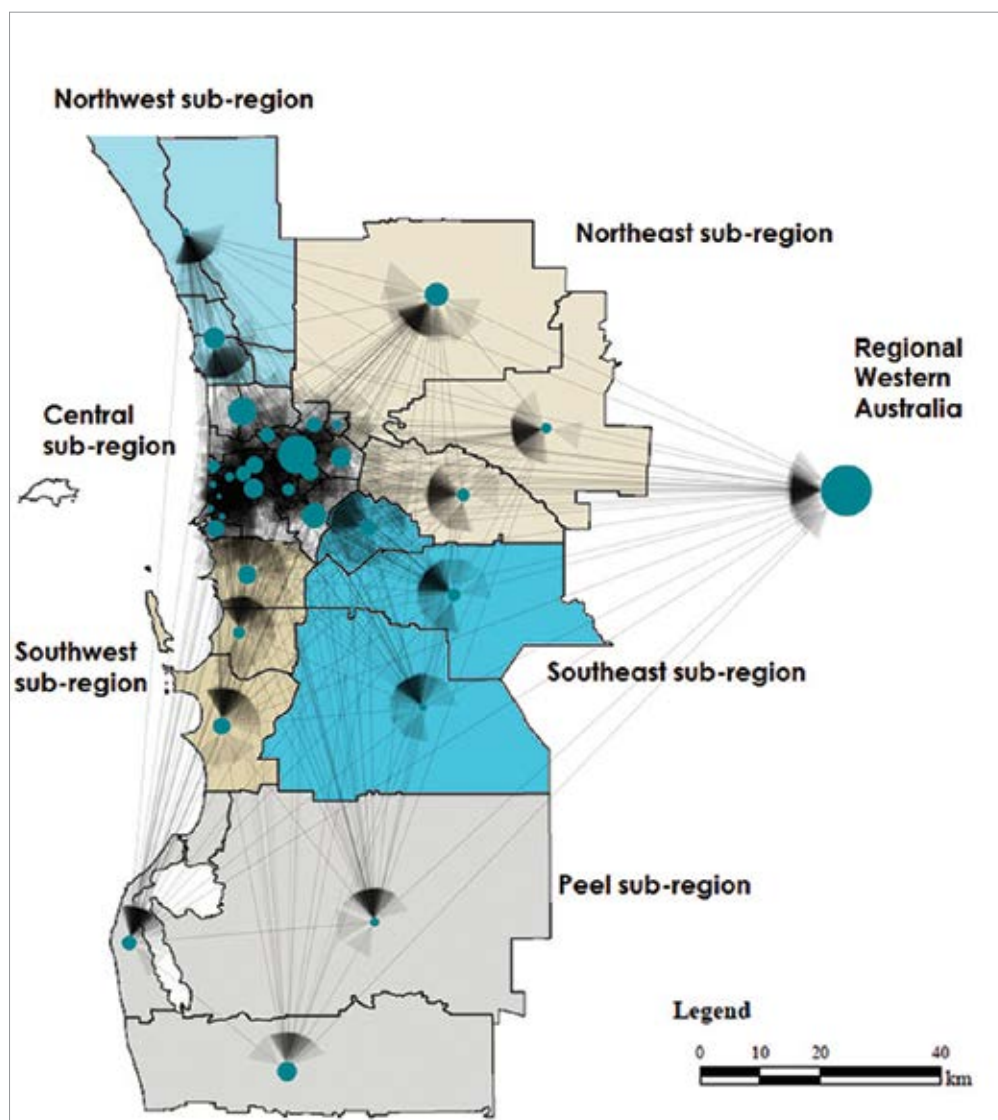 Northwest sub-region
Northeast sub-region
Regional
Western
Australia
Central
sub-region
Southwest
sub-region
Southeast sub-region
Peel sub-region
Legend
0 10 20 40
km